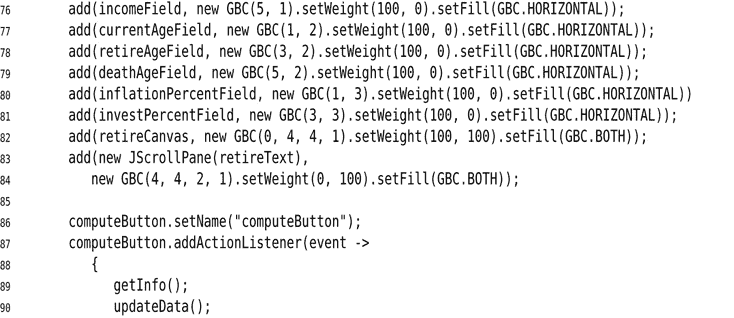 76 add(incomeField, new GBC(5, 1).setWeight(100, 0).setFill(GBC.HORIZONTAL));
77 add(currentAgeField, new GBC(1, 2).setWeight(100, 0).setFill(GBC.HORIZONTAL));
78 add(retireAgeField, new GBC(3, 2).setWeight(100, 0).setFill(GBC.HORIZONTAL));
79 add(deathAgeField, new GBC(5, 2).setWeight(100, 0).setFill(GBC.HORIZONTAL));
80 add(inflationPercentField, new GBC(1, 3).setWeight(100, 0).setFill(GBC.HORIZONTAL))
81 add(investPercentField, new GBC(3, 3).setWeight(100, 0).setFill(GBC.HORIZONTAL));
82 add(retireCanvas, new GBC(0, 4, 4, 1).setWeight(100, 100).setFill(GBC.BOTH));
83 add(new JScrollPane(retireText),
84 new GBC(4, 4, 2, 1).setWeight(0, 100).setFill(GBC.BOTH));
85
86 computeButton.setName("computeButton");
87 computeButton.addActionListener(event ->
88 {
89 getInfo();
90 updateData();